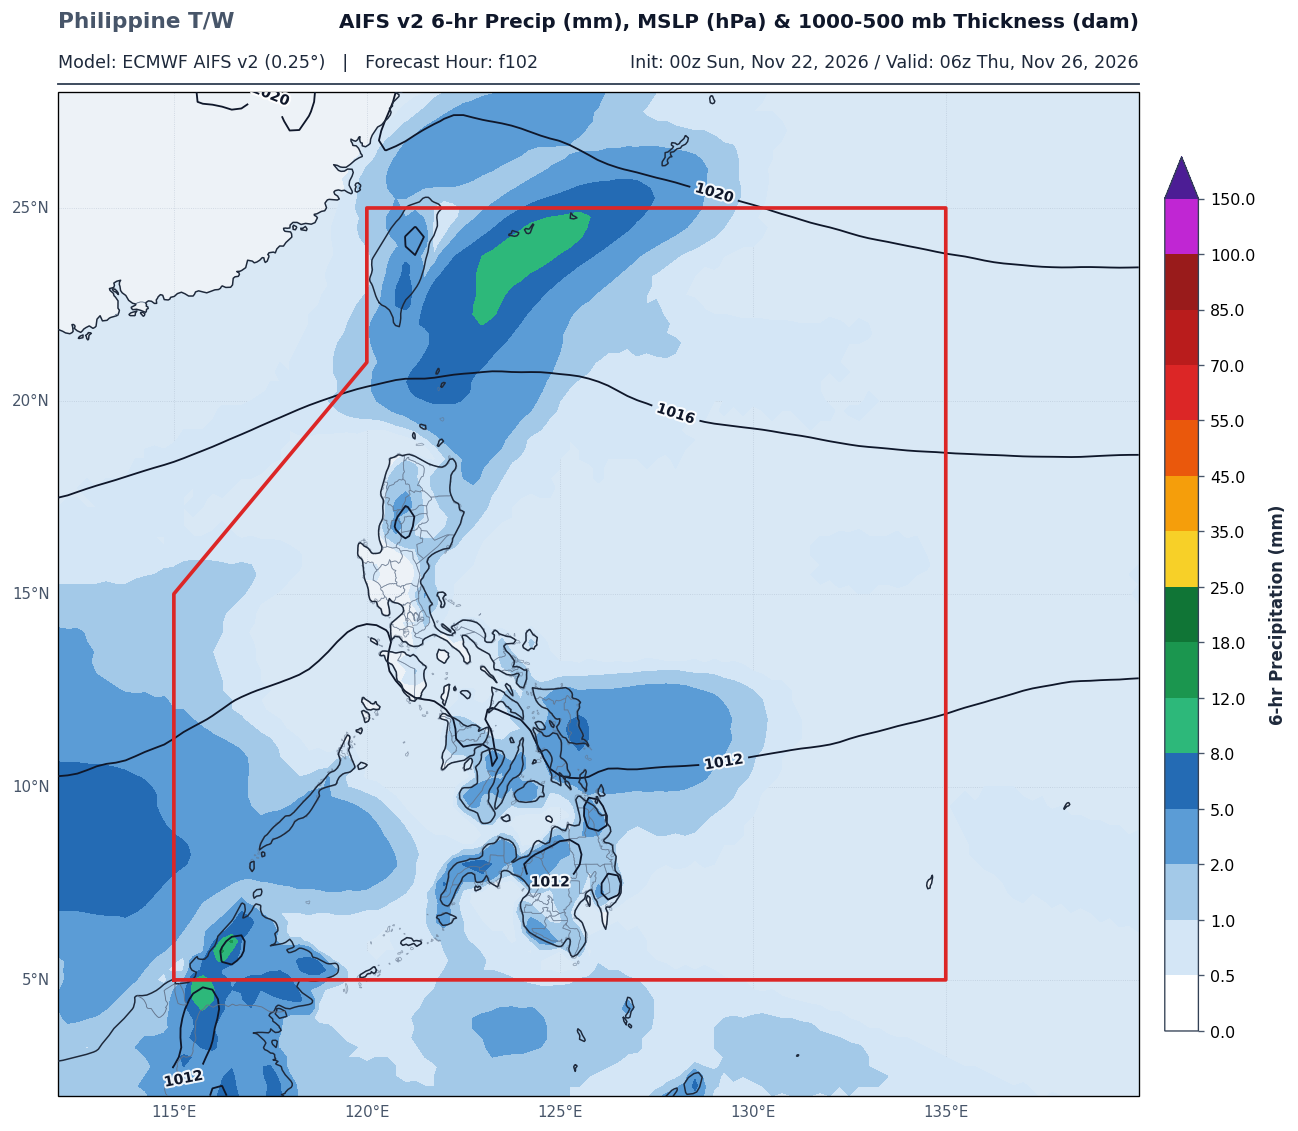 Philippine T/W
AIFS v2 6-hr Precip (mm), MSLP (hPa) & 1000-500 mb Thickness (dam)
Model: ECMWF AIFS v2 (0.25°) | Forecast Hour: f102
Init: 00z Sun, Nov 22, 2026 / Valid: 06z Thu, Nov 26, 2026
1020
1020
1016
1012
1012
1012
25°N
20°N
15°N
10°N
5°N
115°E
120°E
125°E
130°E
135°E
150.0
100.0
85.0
70.0
55.0
45.0
35.0
25.0
18.0
12.0
8.0
5.0
2.0
1.0
0.5
0.0
6-hr Precipitation (mm)